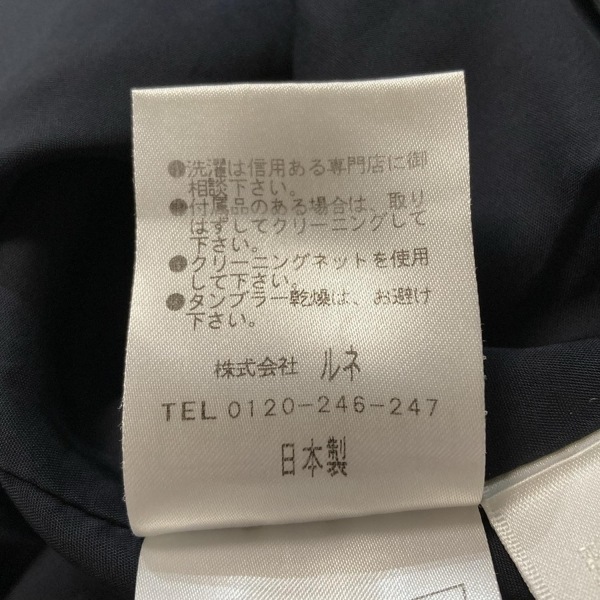 ●洗濯は信用ある専門店に御
相談下さい。
●付属品のある場合は、取り
はずしてクリーニングして
下さい。
●クリーニングネットを使用
して下さい。
●タンブラー乾燥は、お避け
下さい。
株式会社 ルネ
TEL 0120-246-247
日本製